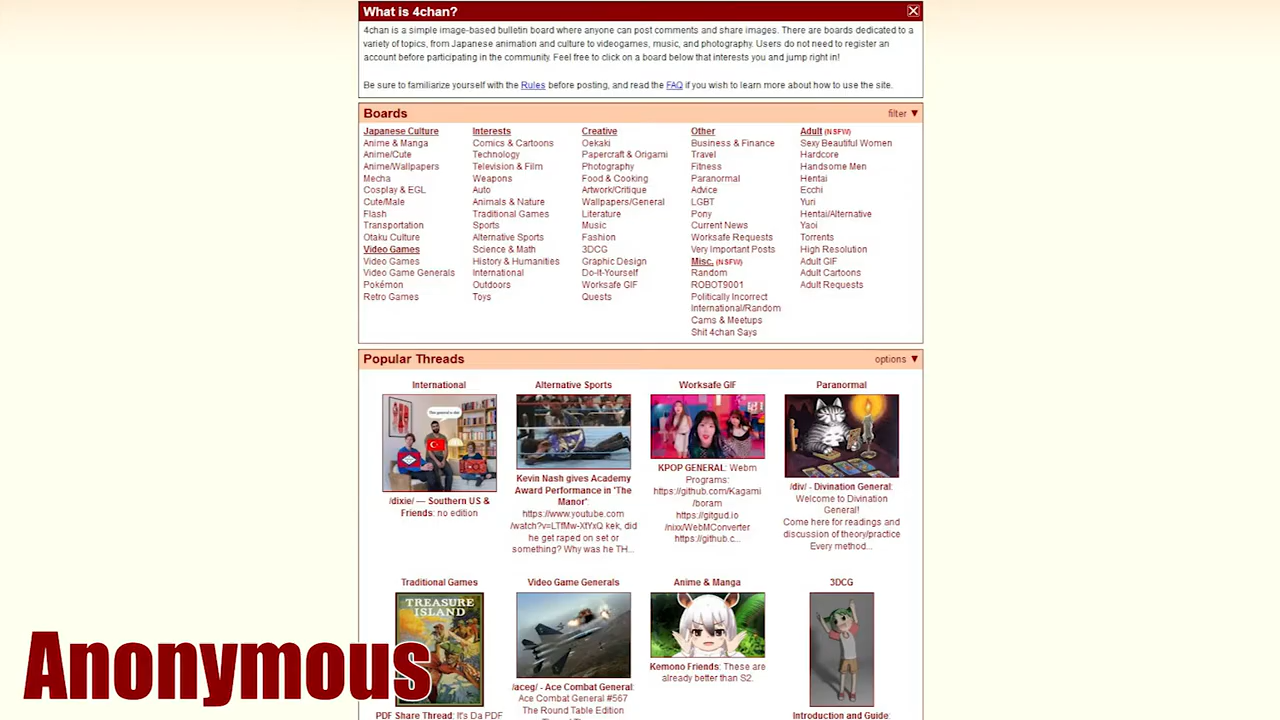 What is 4chan?
4chan is a simple image-based bulletin board where anyone can post comments and share images. There are boards dedicated to a
variety of topics, from Japanese animation and culture to videogames, music, and photography. Users do not need to register an
account before participating in the community. Feel free to click on a board below that interests you and jump right in!
Be sure to familiarize yourself with the Rules before posting, and read the FAQ if you wish to learn more about how to use the site.
Boards
filter ▼
Japanese Culture
Anime & Manga
Anime/Cute
Anime/Wallpapers
Mecha
Cosplay & EGL
Cute/Male
Flash
Transportation
Otaku Culture
Video Games
Video Games
Video Game Generals
Pokémon
Retro Games
Interests
Comics & Cartoons
Technology
Television & Film
Weapons
Auto
Animals & Nature
Traditional Games
Sports
Alternative Sports
Science & Math
History & Humanities
International
Outdoors
Toys
Creative
Oekaki
Papercraft & Origami
Photography
Food & Cooking
Artwork/Critique
Wallpapers/General
Literature
Music
Fashion
3DCG
Graphic Design
Do-It-Yourself
Worksafe GIF
Quests
Other
Business & Finance
Travel
Fitness
Paranormal
Advice
LGBT
Pony
Current News
Worksafe Requests
Very Important Posts
Misc. (NSFW)
Random
ROBOT9001
Politically Incorrect
International/Random
Cams & Meetups
Shit 4chan Says
Adult (NSFW)
Sexy Beautiful Women
Hardcore
Handsome Men
Hentai
Ecchi
Yuri
Hentai/Alternative
Yaoi
Torrents
High Resolution
Adult GIF
Adult Cartoons
Adult Requests
Popular Threads
options ▼
International
/dixie/ — Southern US &
Friends: no edition
Alternative Sports
Kevin Nash gives Academy
Award Performance in 'The
Manor':
https://www.youtube.com
/watch?v=LTfMw-XfYxQ kek, did
he get raped on set or
something? Why was he TH...
Worksafe GIF
KPOP GENERAL: Webm
Programs:
https://github.com/Kagami
/boram
https://gitgud.io
/nixx/WebMConverter
https://github.c...
Paranormal
/div/ - Divination General:
Welcome to Divination
General!
Come here for readings and
discussion of theory/practice
Every method...
Traditional Games
TREASURE
ISLAND
PDF Share Thread: It's Da PDF
Video Game Generals
/aceg/ - Ace Combat General:
Ace Combat General #567
The Round Table Edition
Anime & Manga
Kemono Friends: These are
already better than S2.
3DCG
Introduction and Guide:
Anonymous